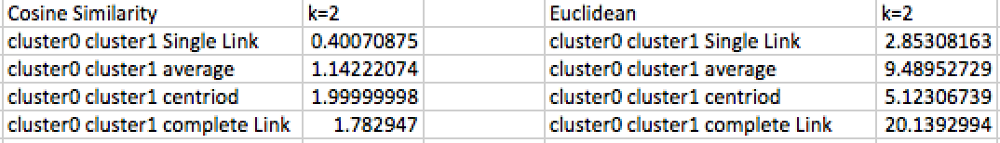 Cosine Similarity k=2 Euclidean k=2
cluster0 cluster1 Single Link 0.40070875 cluster0 cluster1 Single Link 2.85308163
cluster0 cluster1 average 1.14222074 cluster0 cluster1 average 9.48952729
cluster0 cluster1 centriod 1.99999998 cluster0 cluster1 centriod 5.12306739
cluster0 cluster1 complete Link 1.782947 cluster0 cluster1 complete Link 20.1392994